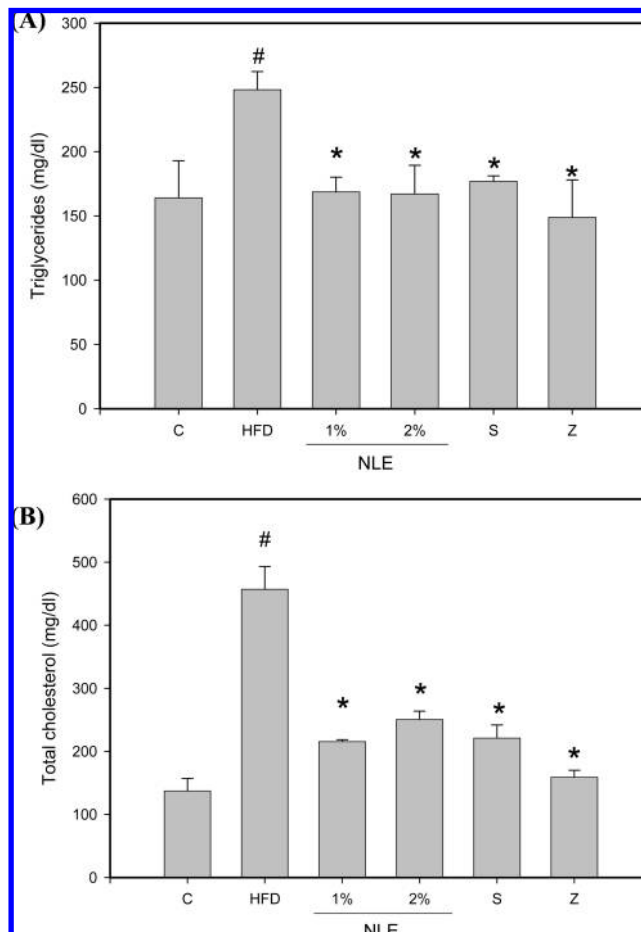 (A)
300
#
250
* * * *
200
150
100
50
0
Triglycerides (mg/dl)
C HFD 1% 2% S Z
NLE
(B)
600
#
500
400
300
* * * *
200
100
0
Total cholesterol (mg/dl)
C HFD 1% 2% S Z
NLE